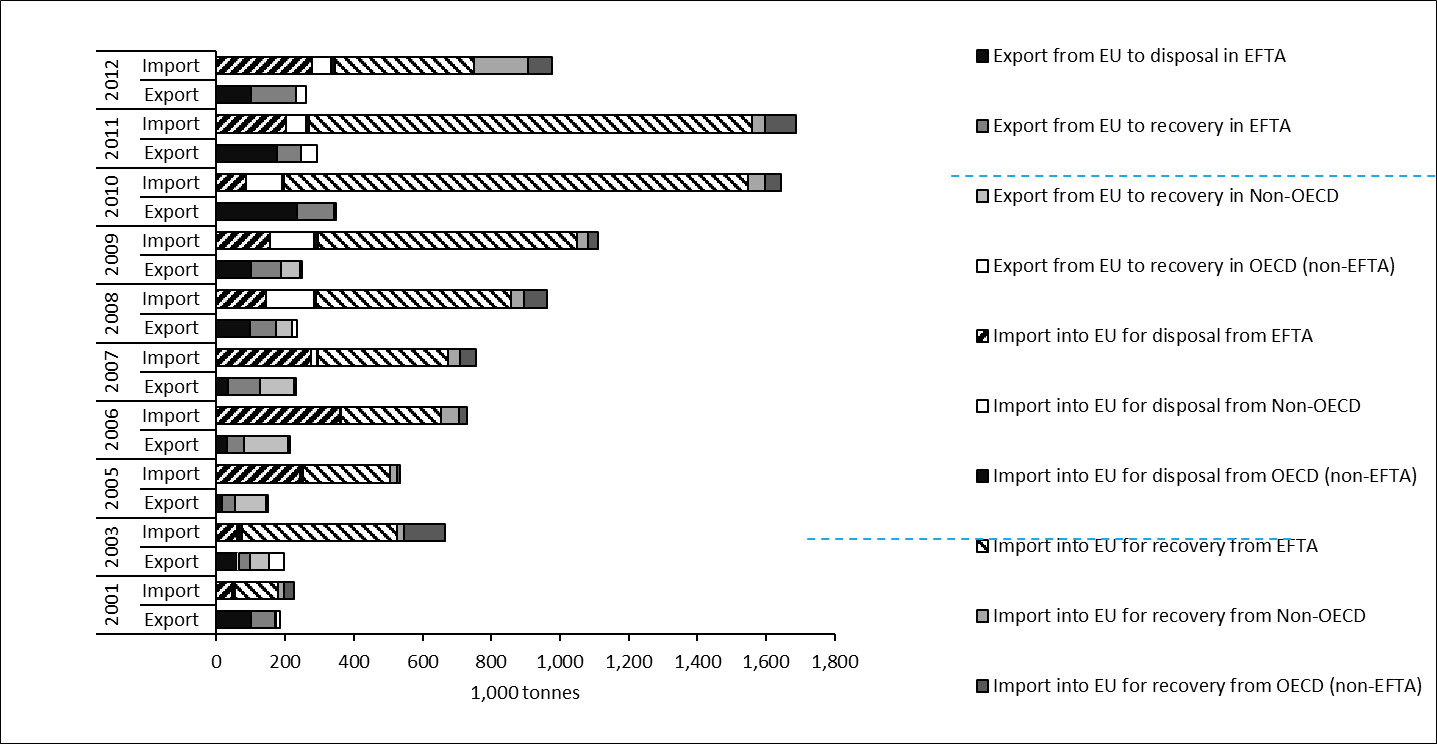 2012
Import
Export
2011
Import
Export
2010
Import
Export
2009
Import
Export
2008
Import
Export
2007
Import
Export
2006
Import
Export
2005
Import
Export
2003
Import
Export
2001
Import
Export
0 200 400 600 800 1,000 1,200 1,400 1,600 1,800
1,000 tonnes
Export from EU to disposal in EFTA
Export from EU to recovery in EFTA
Export from EU to recovery in Non-OECD
Export from EU to recovery in OECD (non-EFTA)
Import into EU for disposal from EFTA
Import into EU for disposal from Non-OECD
Import into EU for disposal from OECD (non-EFTA)
Import into EU for recovery from EFTA
Import into EU for recovery from Non-OECD
Import into EU for recovery from OECD (non-EFTA)